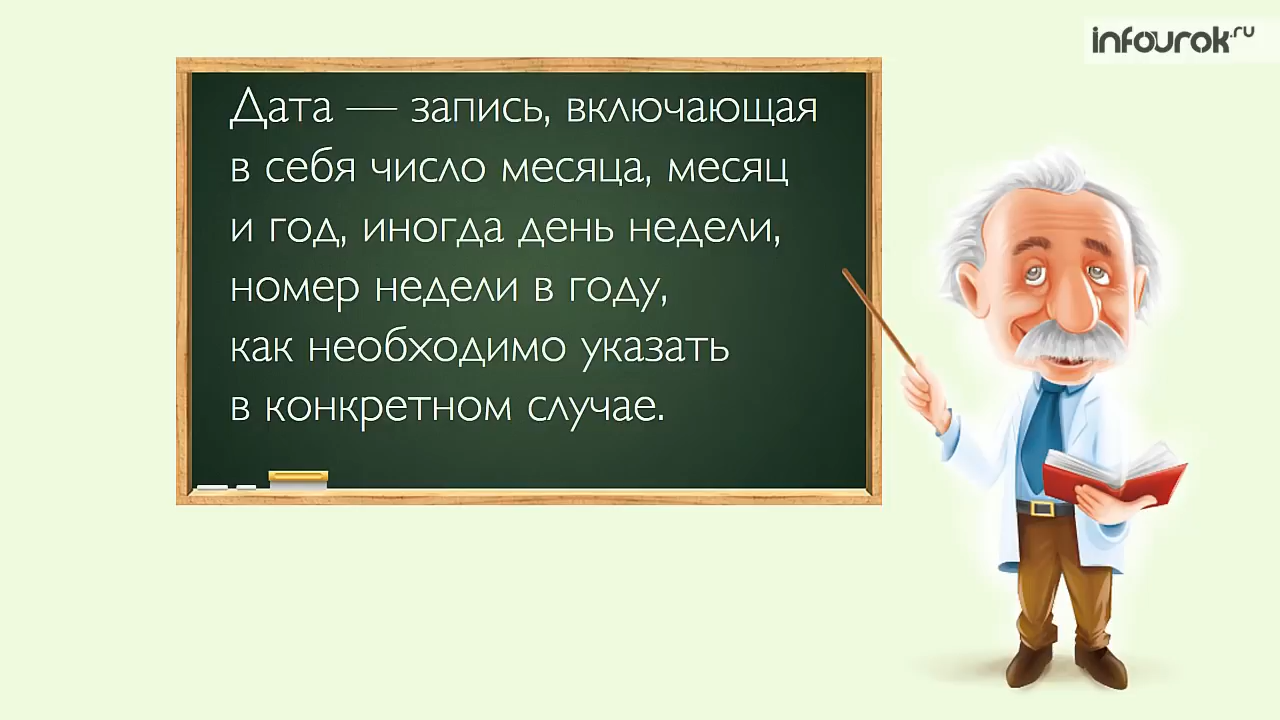 infourok.ru
Дата — запись, включающая
в себя число месяца, месяц
и год, иногда день недели,
номер недели в году,
как необходимо указать
в конкретном случае.